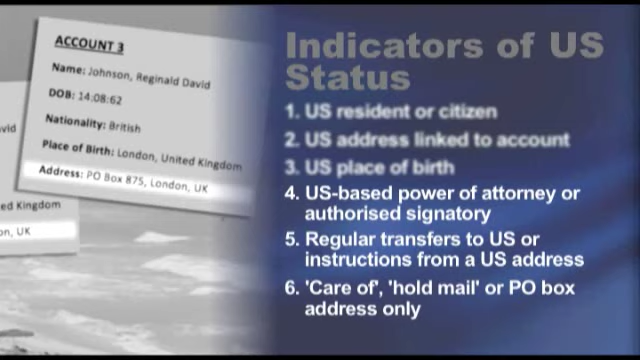 ACCOUNT 3
Name: Johnson, Reginald David
DOB: 14:08:62
Nationality: British
Place of Birth: London, United Kingdom
Address: PO Box 875, London, UK
vid
ed Kingdom
on, UK
Indicators of US
Status
1. US resident or citizen
2. US address linked to account
3. US place of birth
4. US-based power of attorney or
authorised signatory
5. Regular transfers to US or
instructions from a US address
6. 'Care of', 'hold mail' or PO box
address only